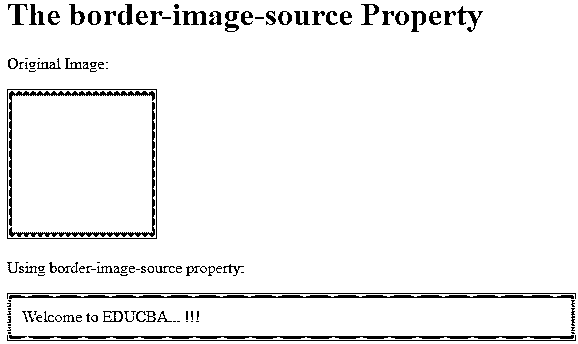 The border-image-source Property
Original Image:
Using border-image-source property:
Welcome to EDUCBA... !!!